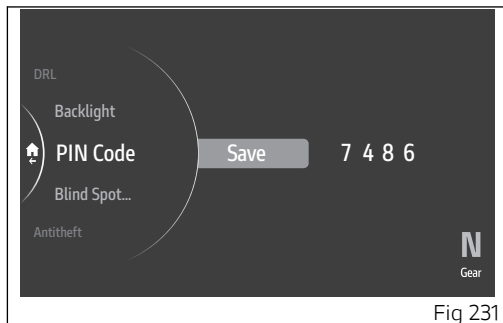 DRL
Backlight
PIN Code
Save
7 4 8 6
Blind Spot...
Antitheft
N
Gear
Fig 231